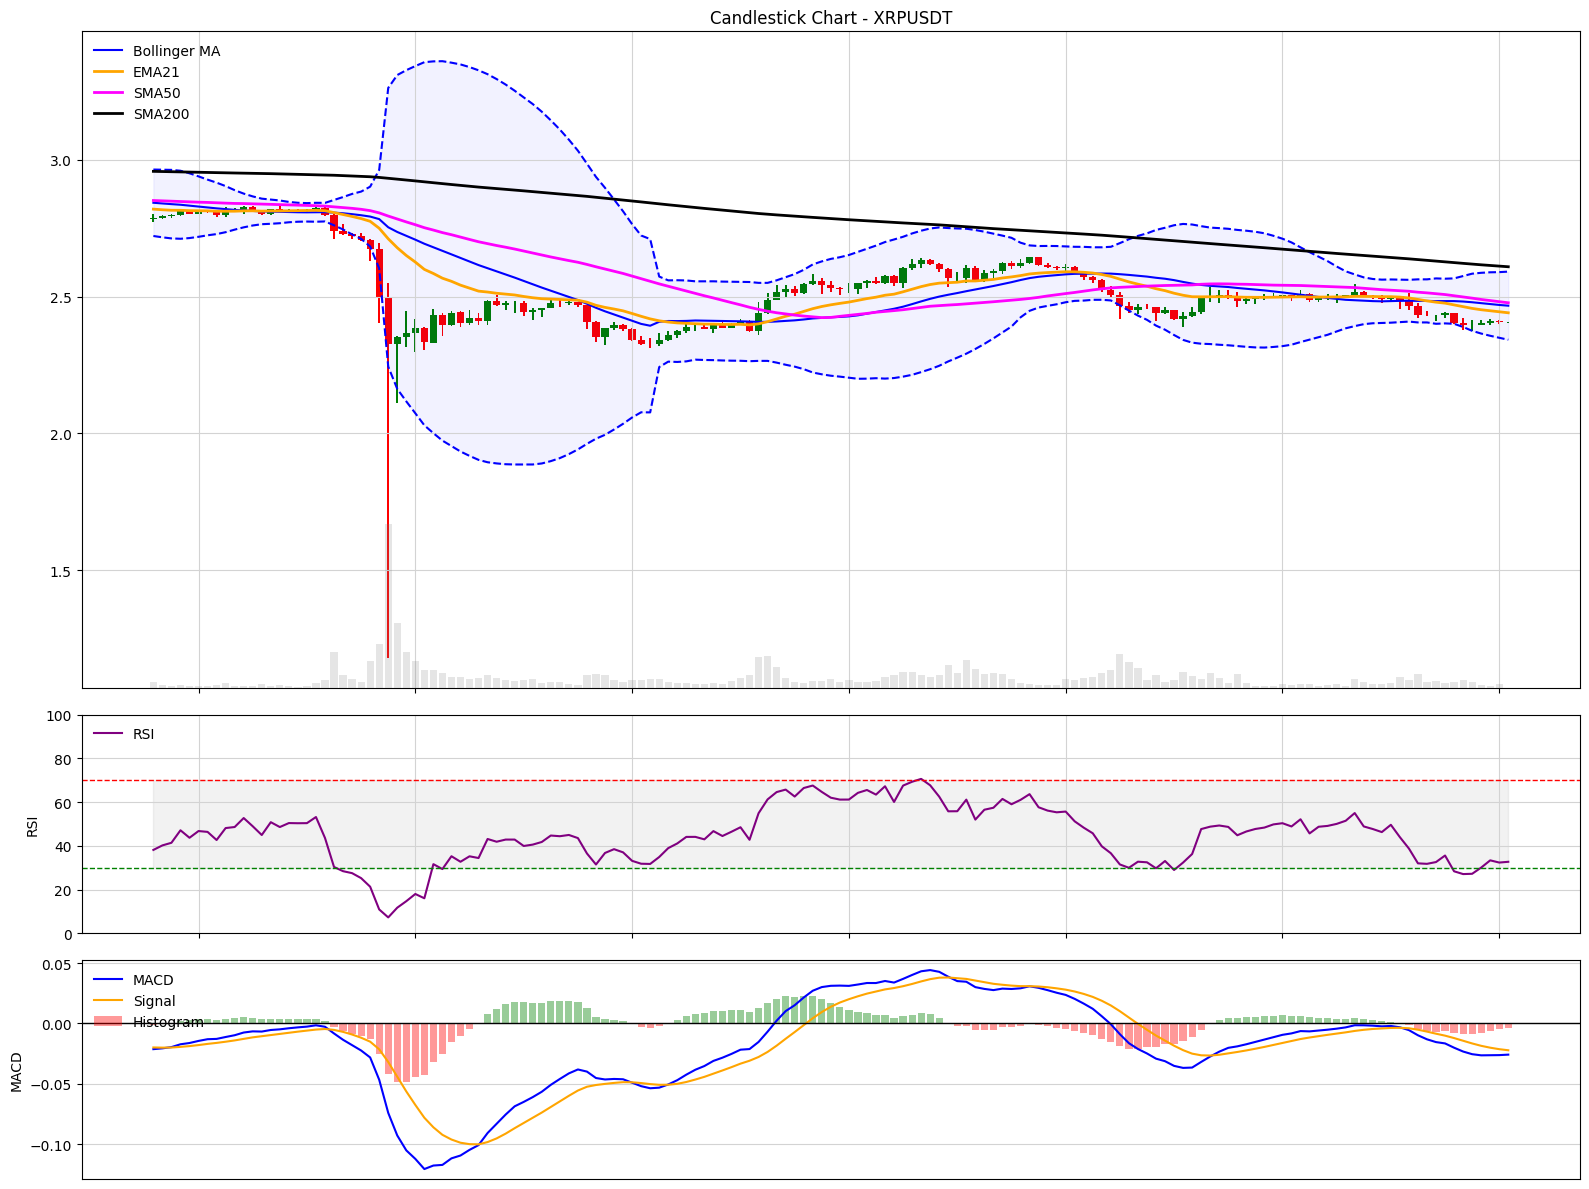 Candlestick Chart - XRPUSDT
Bollinger MA
EMA21
SMA50
SMA200
3.0
2.5
2.0
1.5
100
RSI
80
60
RSI
40
20
0
0.05
MACD
Signal
0.00
Histogram
MACD
−0.05
−0.10